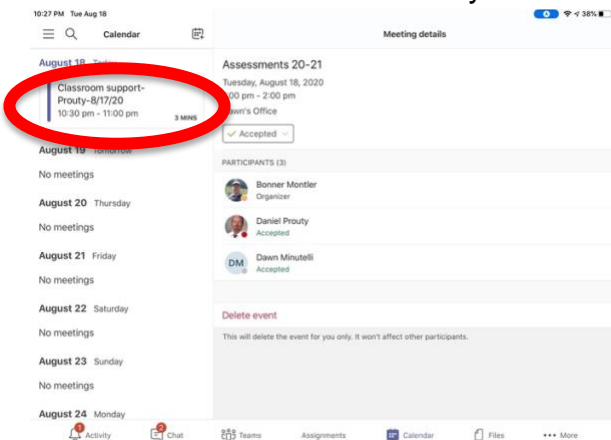 10:27 PM Tue Aug 18
38%
Calendar
Meeting details
August 18
Classroom support-
Prouty-8/17/20
10:30 pm - 11:00 pm
3 MINS
August 19 Tomorrow
No meetings
August 20 Thursday
No meetings
August 21 Friday
No meetings
August 22 Saturday
No meetings
August 23 Sunday
No meetings
August 24 Monday
Assessments 20-21
Tuesday, August 18, 2020
:00 pm - 2:00 pm
wn's Office
Accepted
PARTICIPANTS (3)
Bonner Montler
Organizer
Daniel Prouty
Accepted
DM
Dawn Minutelli
Accepted
Delete event
This will delete the event for you only. It won't affect other participants.
1
Activity
2
Chat
Teams
Assignments
Calendar
Files
More